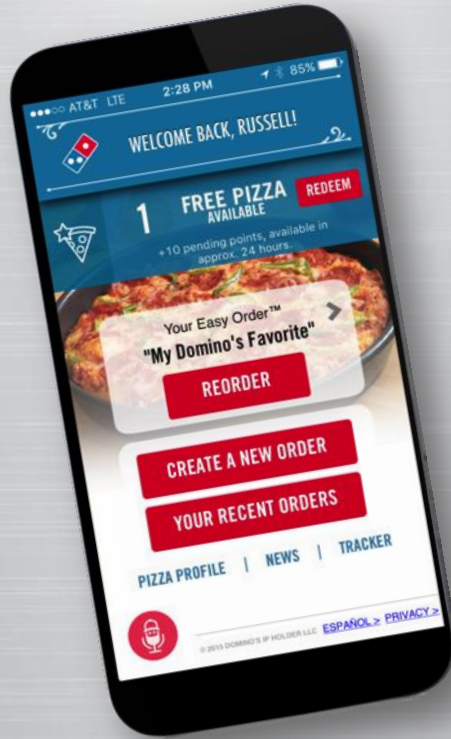 AT&T LTE 2:28 PM 85%
WELCOME BACK, RUSSELL!
1 FREE PIZZA
AVAILABLE
REDEEM
+10 pending points, available in
approx. 24 hours.
Your Easy Order™
"My Domino's Favorite"
REORDER
CREATE A NEW ORDER
YOUR RECENT ORDERS
PIZZA PROFILE | NEWS | TRACKER
© 2015 DOMINO'S IP HOLDER LLC ESPAÑOL > PRIVACY >